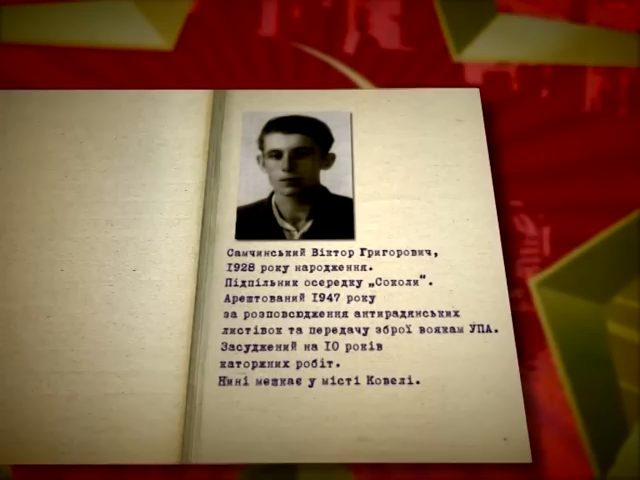 Самчинський Віктор Григорович,
1928 року народження.
Підпільник осередку „Соколи".
Арештований 1947 року
за розповсюдження антирадянських
листівок та передачу зброї воякам УПА.
Засуджений на 10 років
каторжних робіт.
Нині мешкає у місті Ковелі.